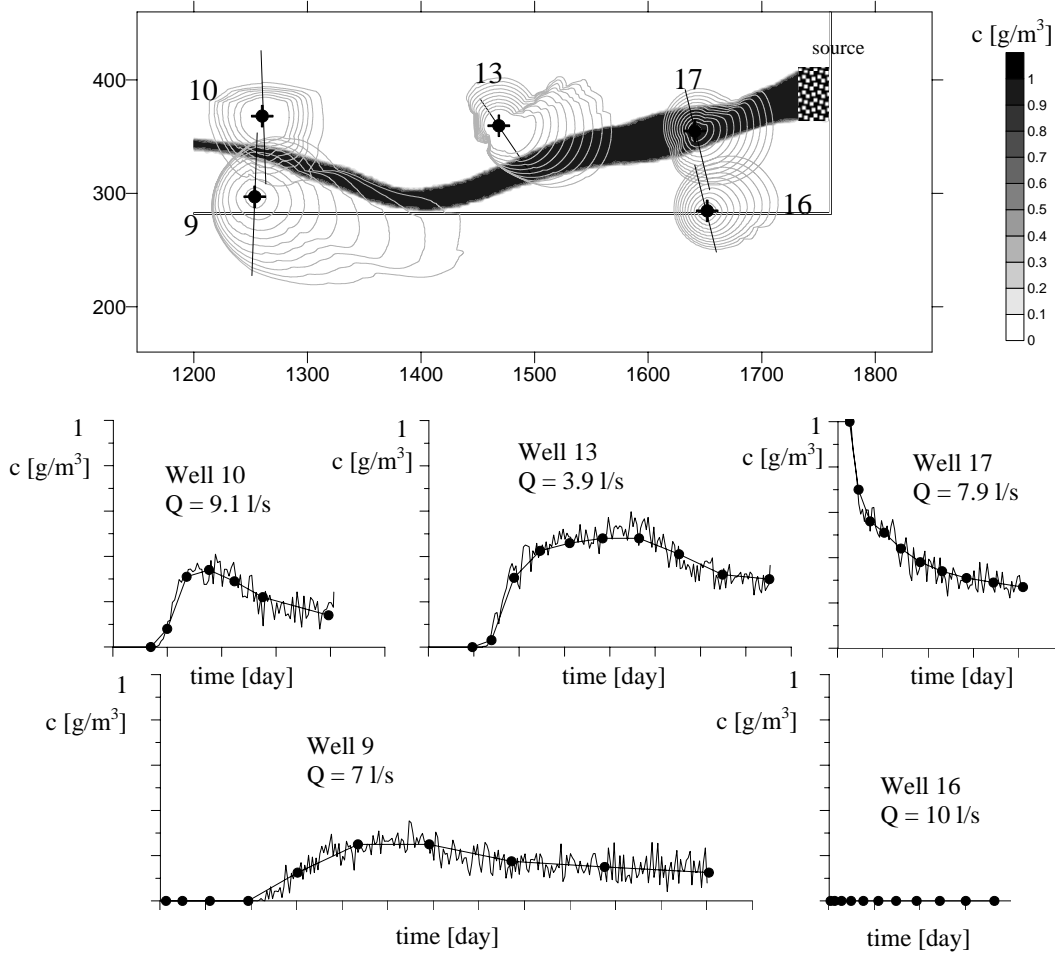 c [g/m³]
source
400
300
200
10
13
17
9
16
1
0.9
0.8
0.7
0.6
0.5
0.4
0.3
0.2
0.1
0
1200
1300
1400
1500
1600
1700
1800
1
c [g/m³]
Well 10
Q = 9.1 l/s
time [day]
1
c [g/m³]
Well 13
Q = 3.9 l/s
time [day]
1
c [g/m³]
Well 17
Q = 7.9 l/s
time [day]
1
c [g/m³]
Well 9
Q = 7 l/s
time [day]
1
c [g/m³]
Well 16
Q = 10 l/s
time [day]